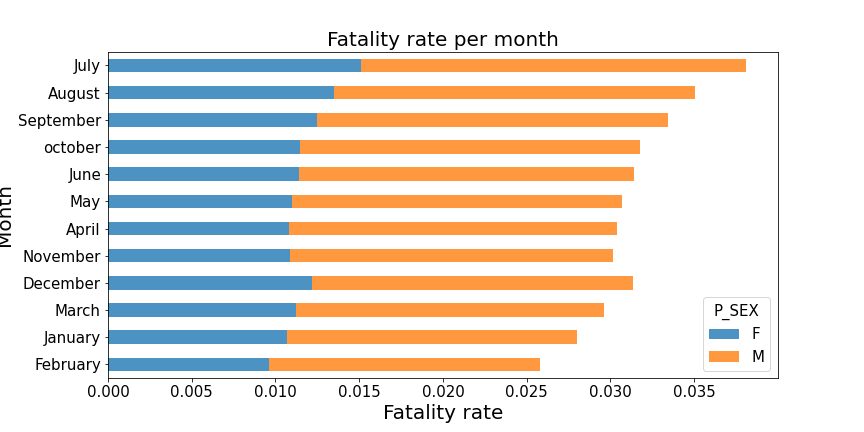 Fatality rate per month
Month
July
August
September
october
June
May
April
November
December
March
January
February
P_SEX
F
M
0.000 0.005 0.010 0.015 0.020 0.025 0.030 0.035
Fatality rate